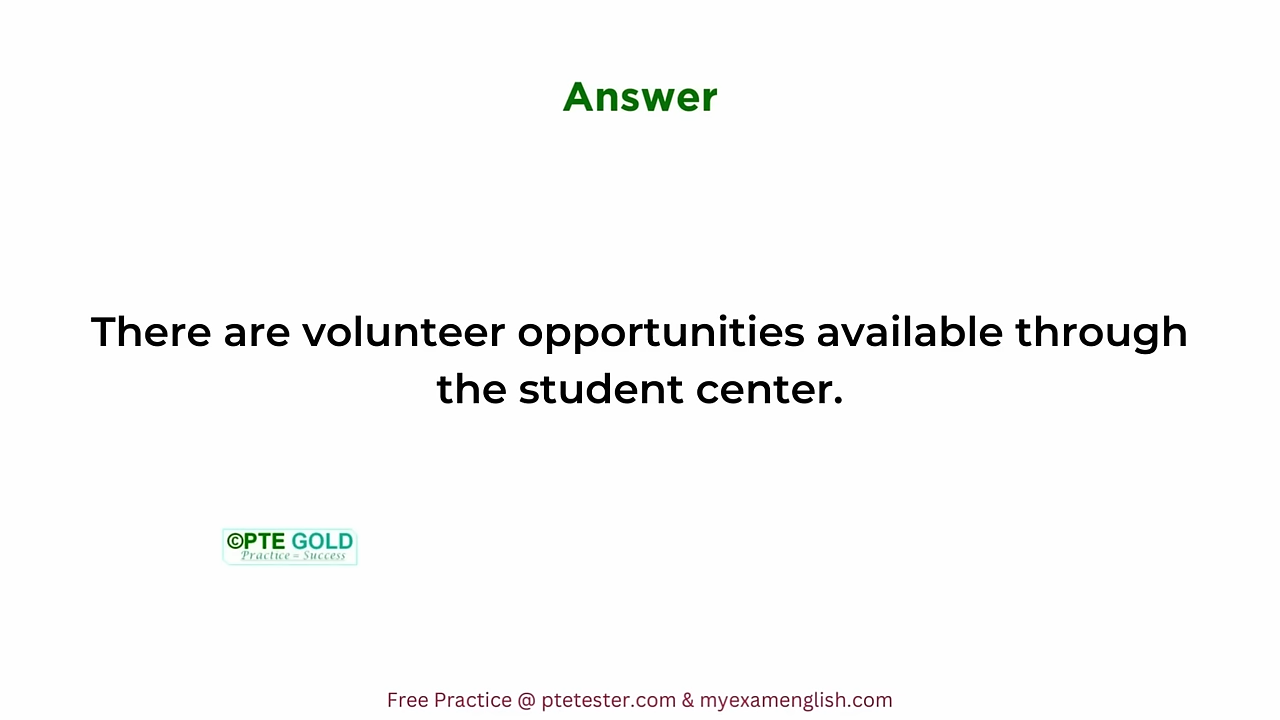 Answer
There are volunteer opportunities available through
the student center.
©PTE GOLD
Practice = Success
Free Practice @ ptetester.com & myexamenglish.com